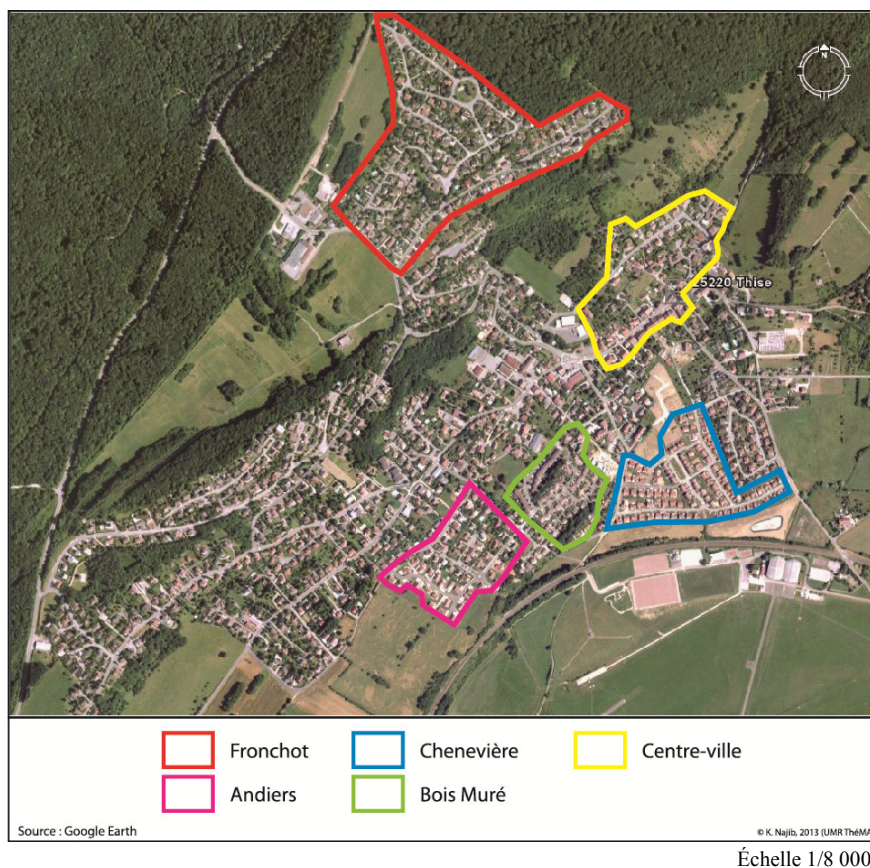 N
25220 Thise
Fronchot
Chenevière
Centre-ville
Andiers
Bois Muré
Source : Google Earth
© K. Najib, 2013 (UMR ThéMA
Échelle 1/8 000